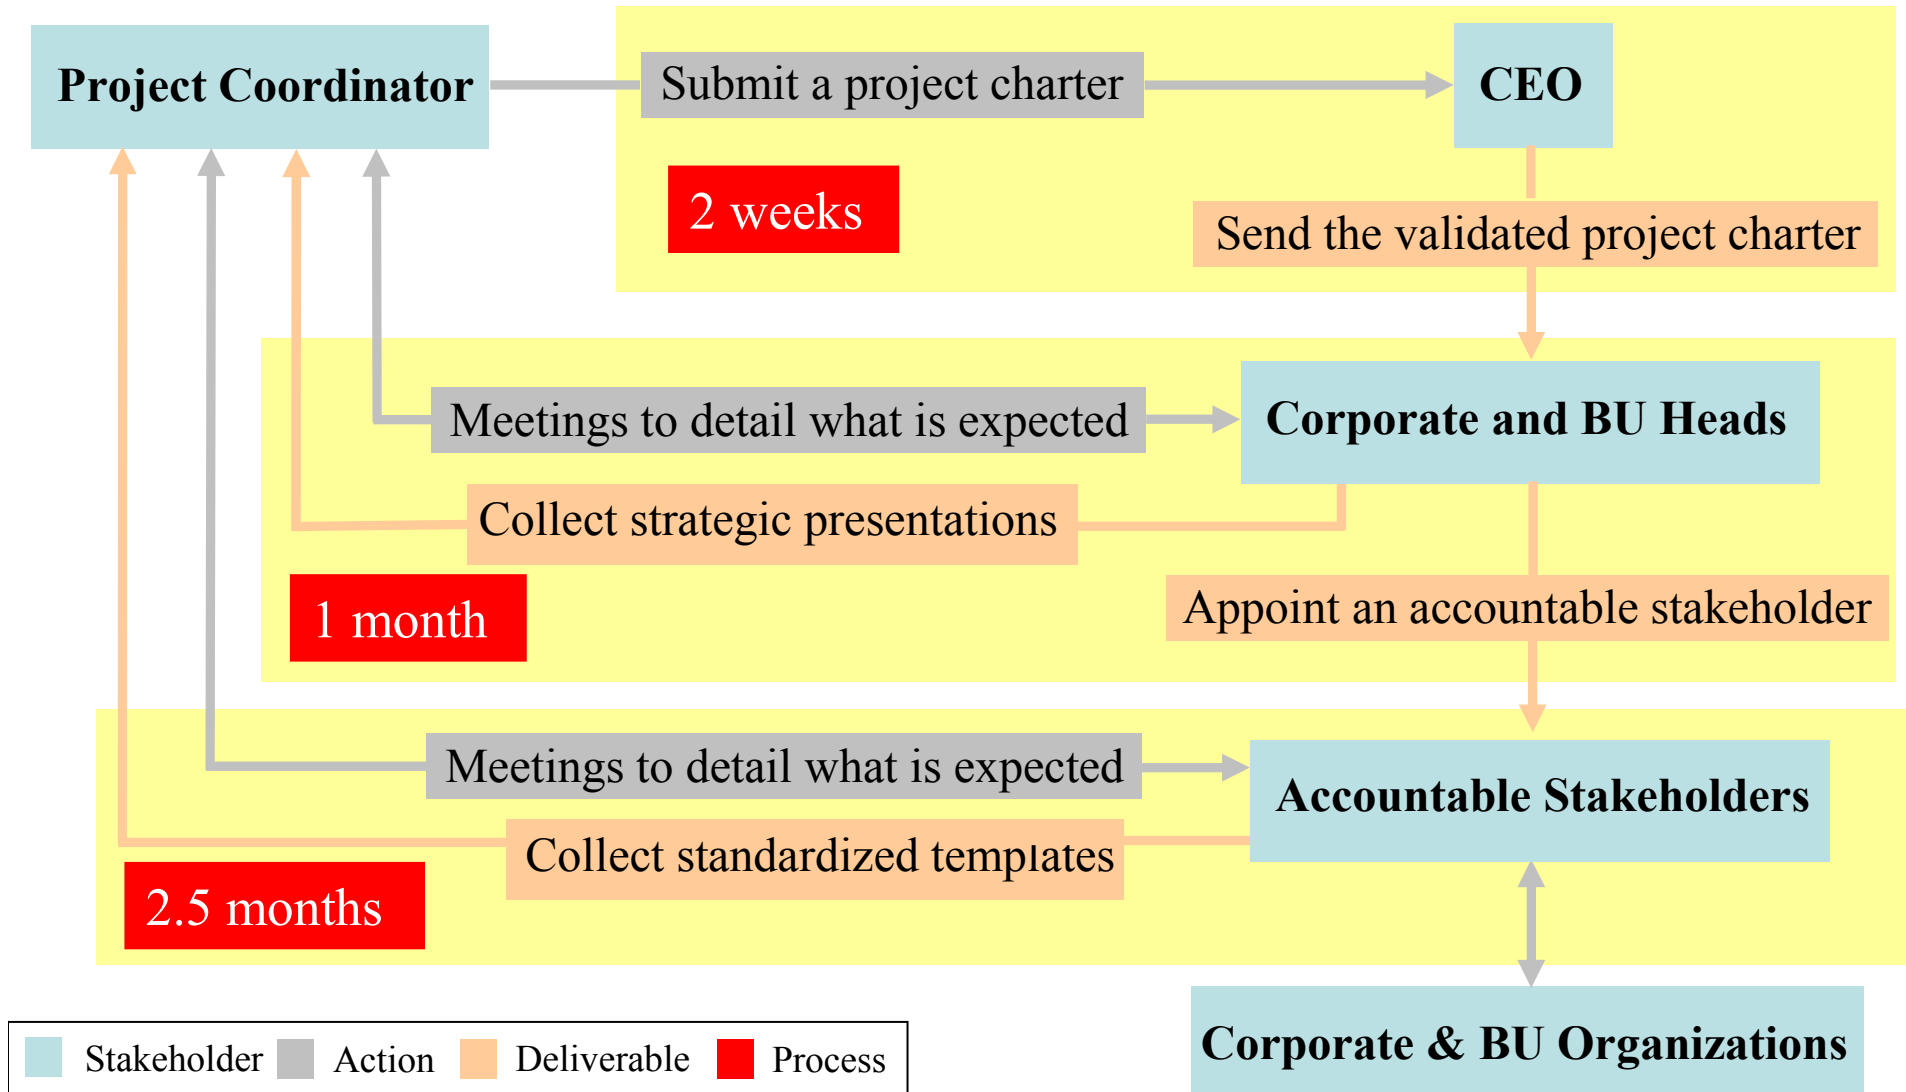 Project Coordinator
Submit a project charter
CEO
2 weeks
Send the validated project charter
Meetings to detail what is expected
Corporate and BU Heads
Collect strategic presentations
1 month
Appoint an accountable stakeholder
Meetings to detail what is expected
Accountable Stakeholders
Collect standardized templates
2.5 months
Corporate & BU Organizations
Stakeholder
Action
Deliverable
Process